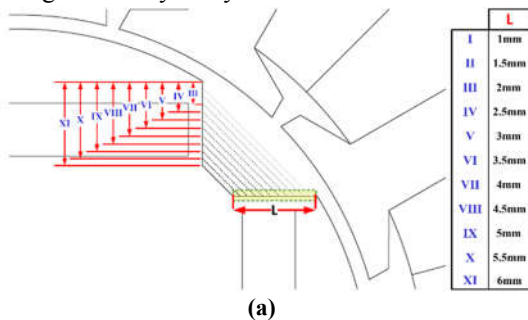 XI X IX VIII VII VI V IV III
L
L
I 1mm
II 1.5mm
III 2mm
IV 2.5mm
V 3mm
VI 3.5mm
VII 4mm
VIII 4.5mm
IX 5mm
X 5.5mm
XI 6mm
(a)